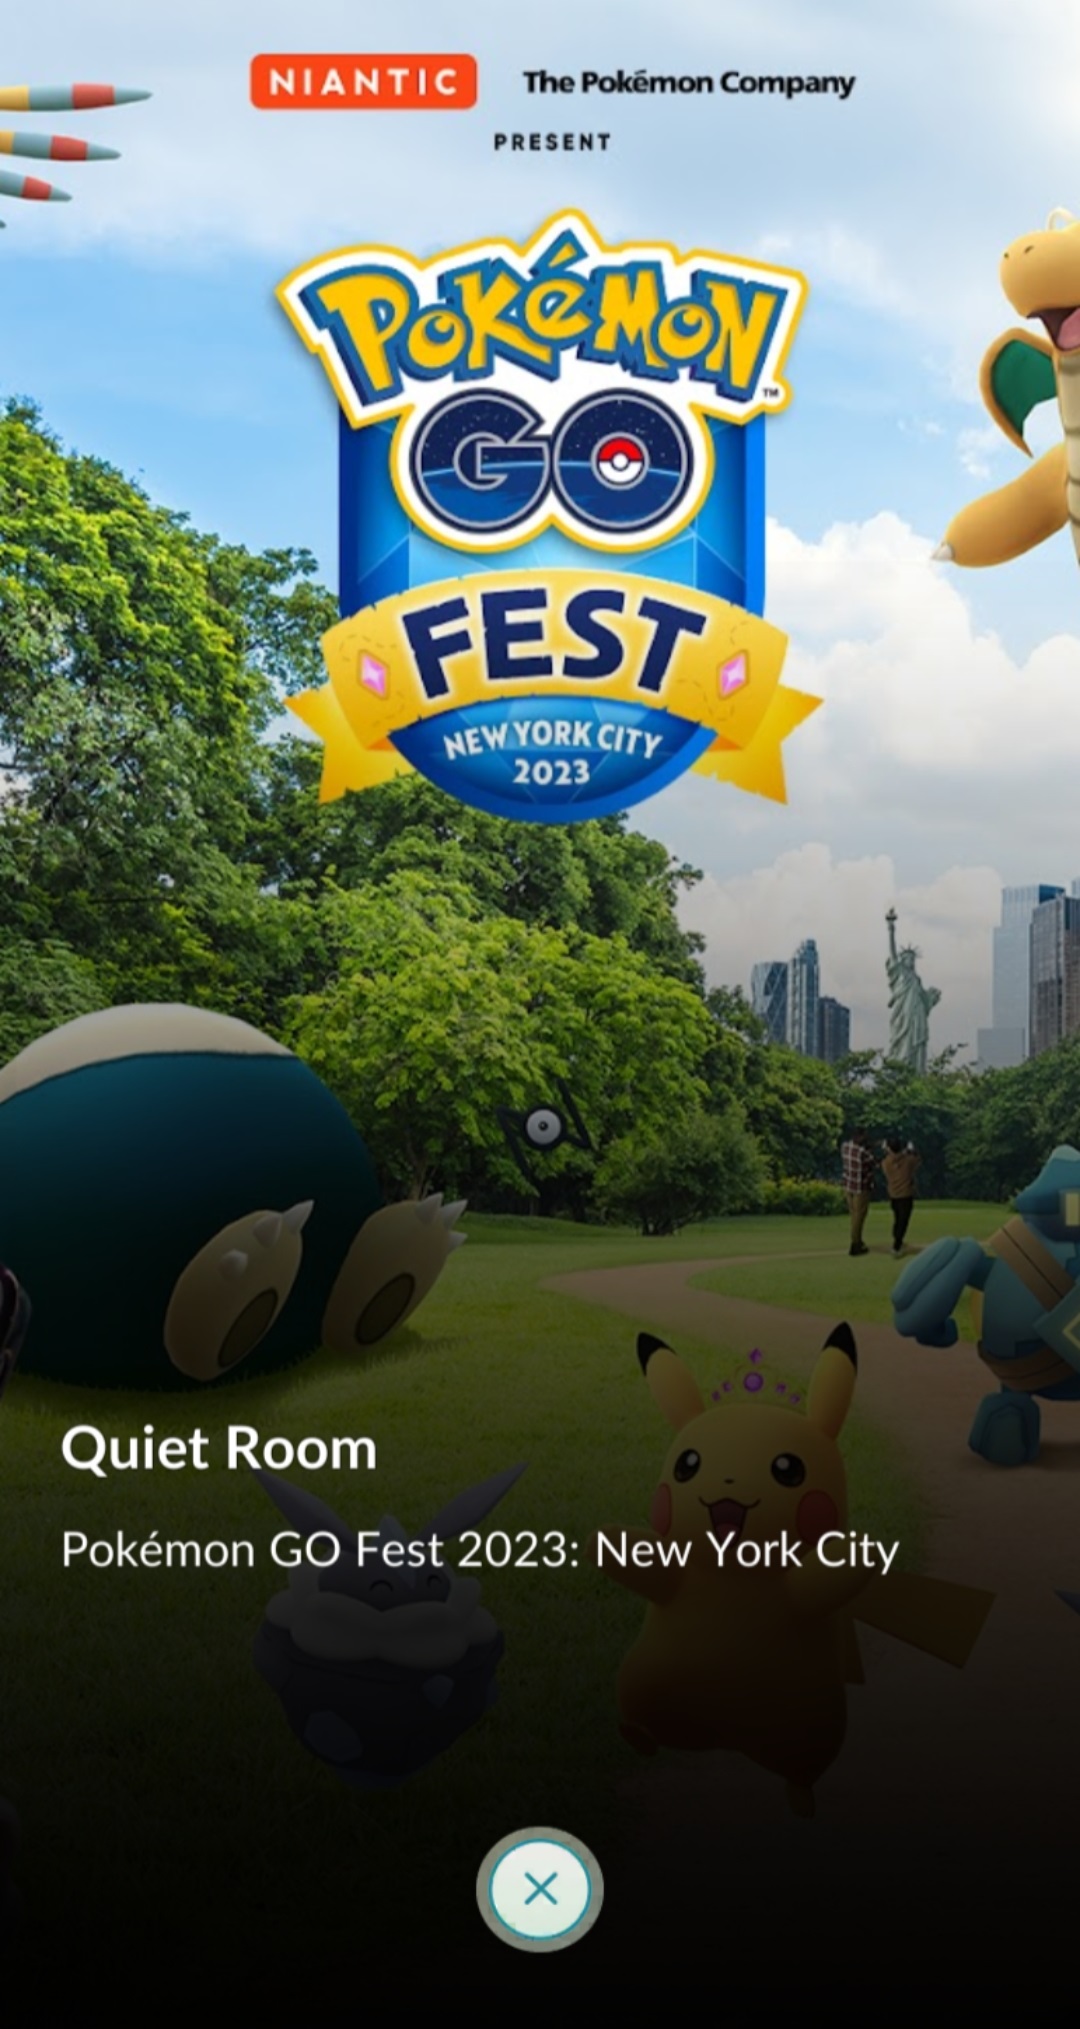 NIANTIC The Pokémon Company
PRESENT
POKéMON
TM
GO
FEST
NEW YORK CITY
2023
Quiet Room
Pokémon GO Fest 2023: New York City